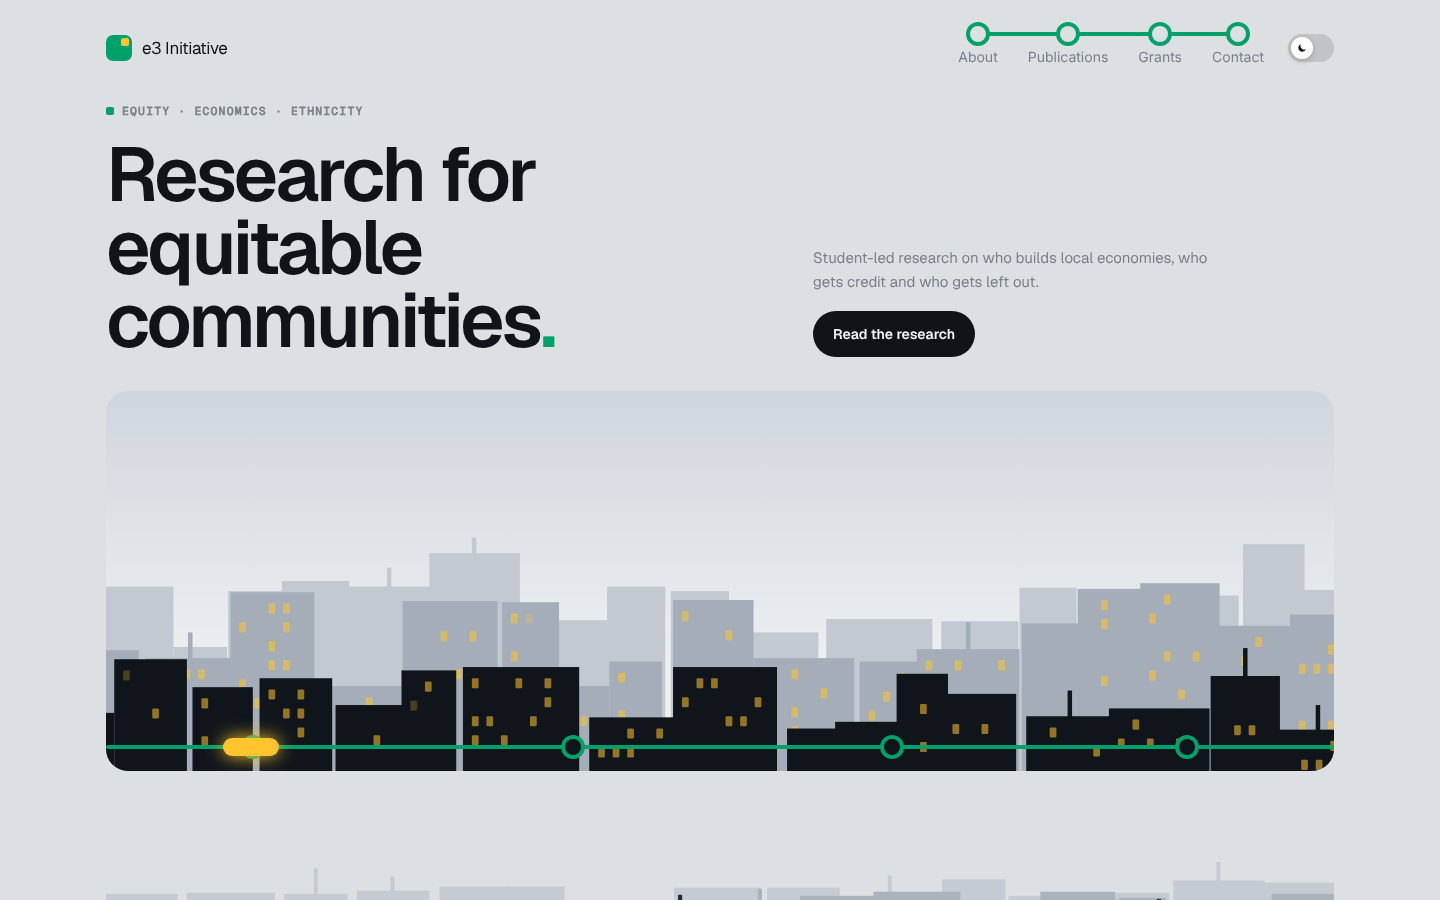 e3 Initiative
About
Publications
Grants
Contact
EQUITY · ECONOMICS · ETHNICITY
Research for
equitable
communities.
Student-led research on who builds local economies, who
gets credit and who gets left out.
Read the research